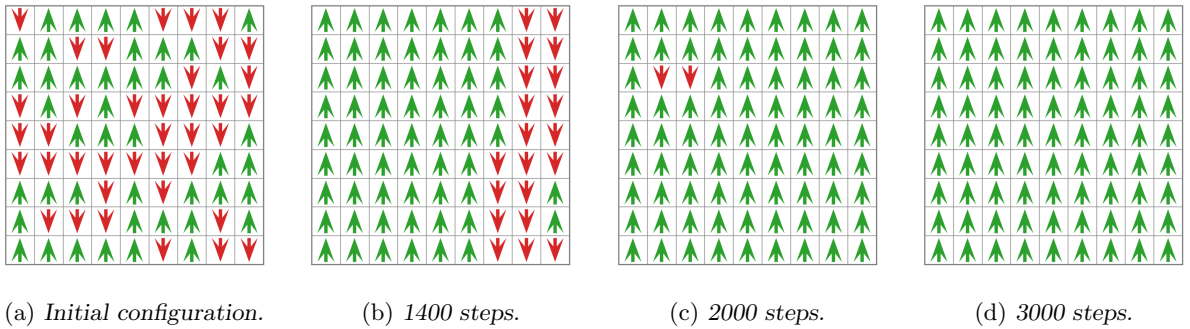 (a) Initial configuration.
(b) 1400 steps.
(c) 2000 steps.
(d) 3000 steps.